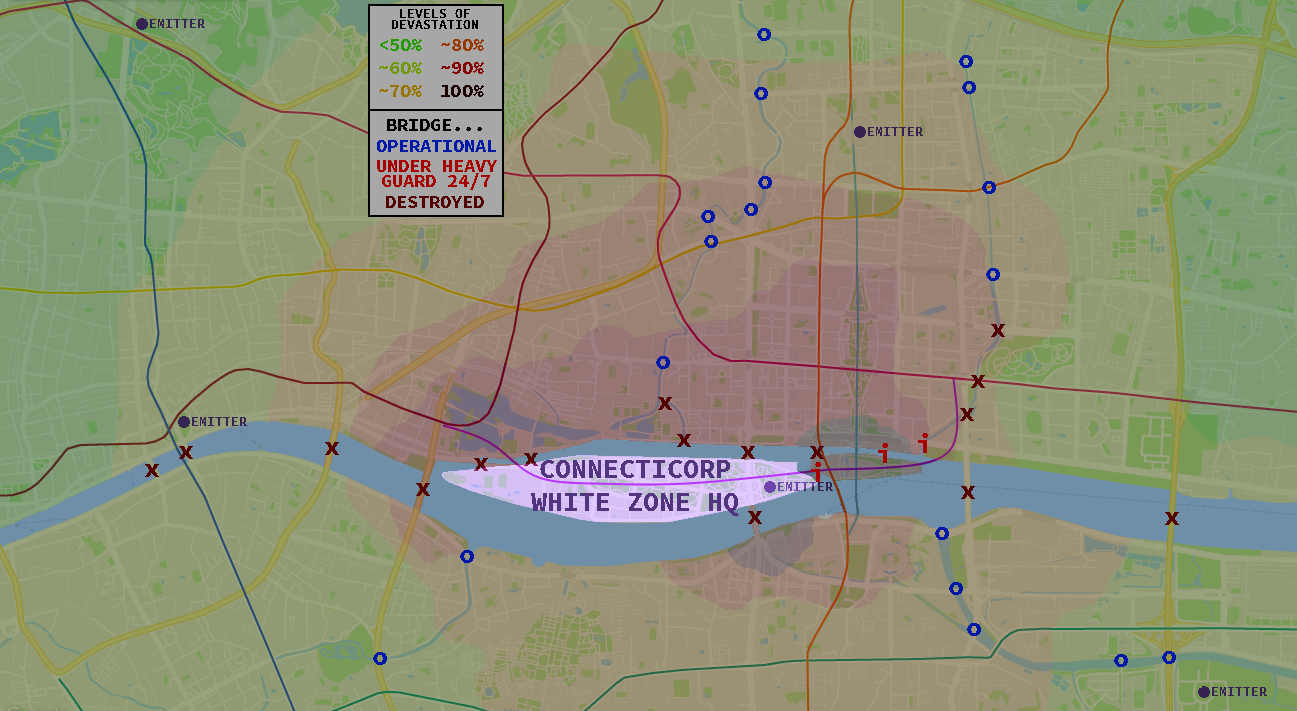 EMITTER
LEVELS OF
DEVASTATION
<50% ~80%
~60% ~90%
~70% 100%
BRIDGE...
OPERATIONAL
UNDER HEAVY
GUARD 24/7
DESTROYED
EMITTER
EMITTER
CONNECTICORP
EMITTER
WHITE ZONE HQ
EMITTER